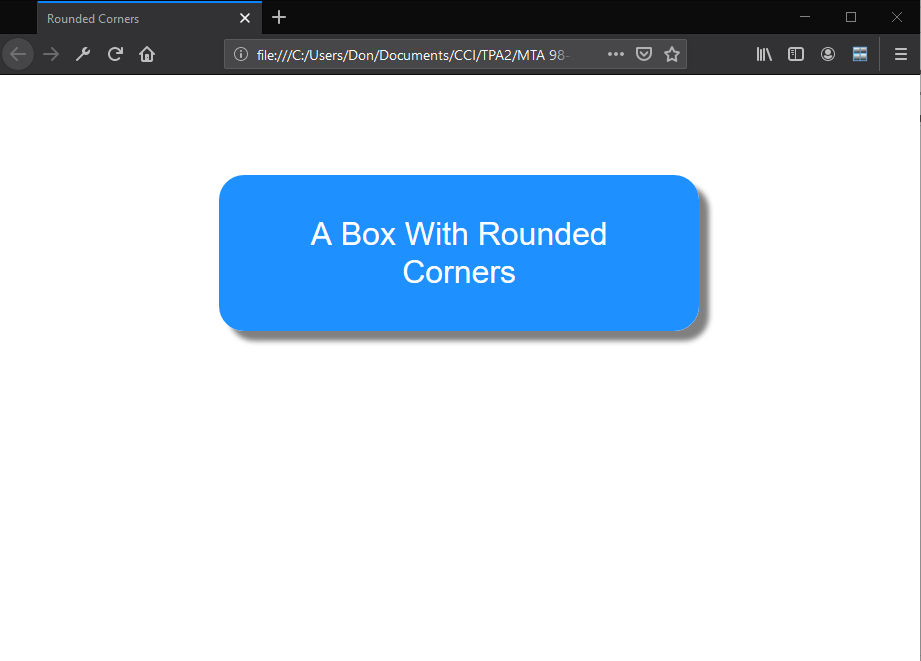 Rounded Corners
file:///C:/Users/Don/Documents/CCI/TPA2/MTA 98-
A Box With Rounded
Corners